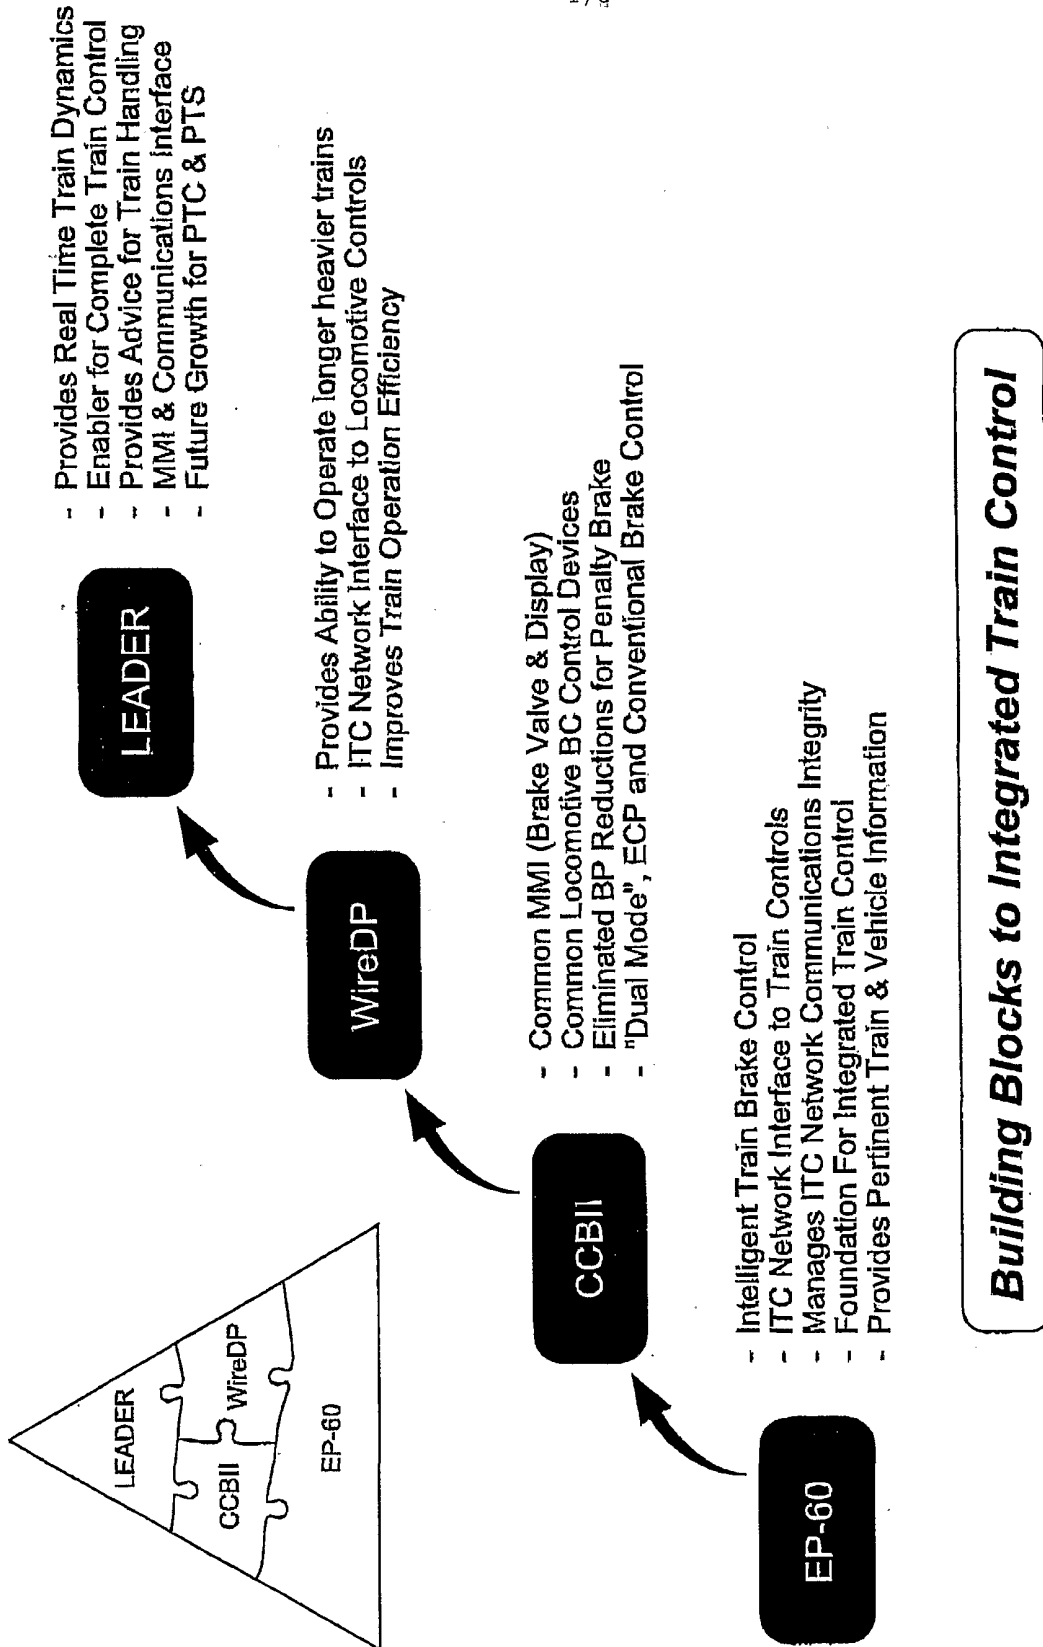 LEADER
CCBII
WireDP
EP-60
LEADER
- Provides Real Time Train Dynamics
- Enabler for Complete Train Control
- Provides Advice for Train Handling
- MMI & Communications Interface
- Future Growth for PTC & PTS
WireDP
- Provides Ability to Operate longer heavier trains
- ITC Network Interface to Locomotive Controls
- Improves Train Operation Efficiency
CCBII
- Common MMI (Brake Valve & Display)
- Common Locomotive BC Control Devices
- Eliminated BP Reductions for Penalty Brake
- "Dual Mode", ECP and Conventional Brake Control
EP-60
- Intelligent Train Brake Control
- ITC Network Interface to Train Controls
- Manages ITC Network Communications Integrity
- Foundation For Integrated Train Control
- Provides Pertinent Train & Vehicle Information
Building Blocks to Integrated Train Control